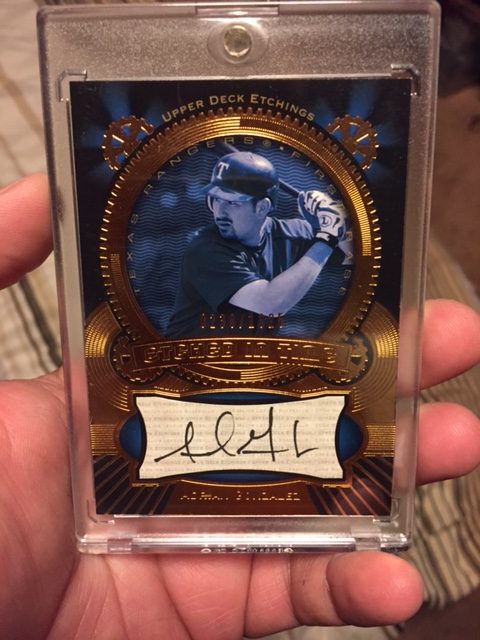 UPPER DECK ETCHINGS
TEXAS RANGERS® • FIRST BASE
T
ETCHED IN TIME
ADRIAN GONZALEZ